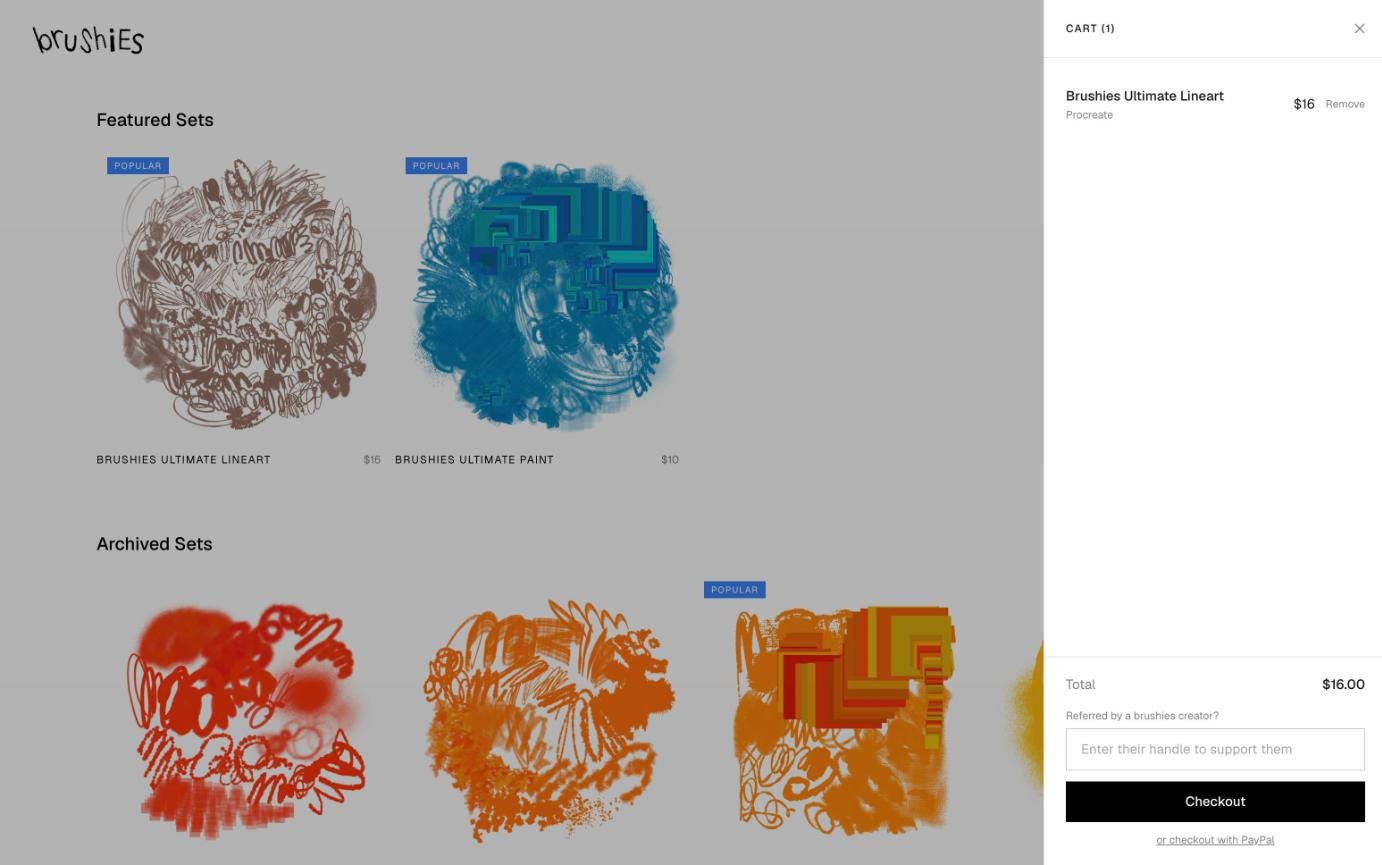 brushiEs
Featured Sets
POPULAR
POPULAR
BRUSHIES ULTIMATE LINEART $16
BRUSHIES ULTIMATE PAINT $10
Archived Sets
POPULAR
CART (1)
Brushies Ultimate Lineart
Procreate
$16 Remove
Total $16.00
Referred by a brushies creator?
Enter their handle to support them
Checkout
or checkout with PayPal